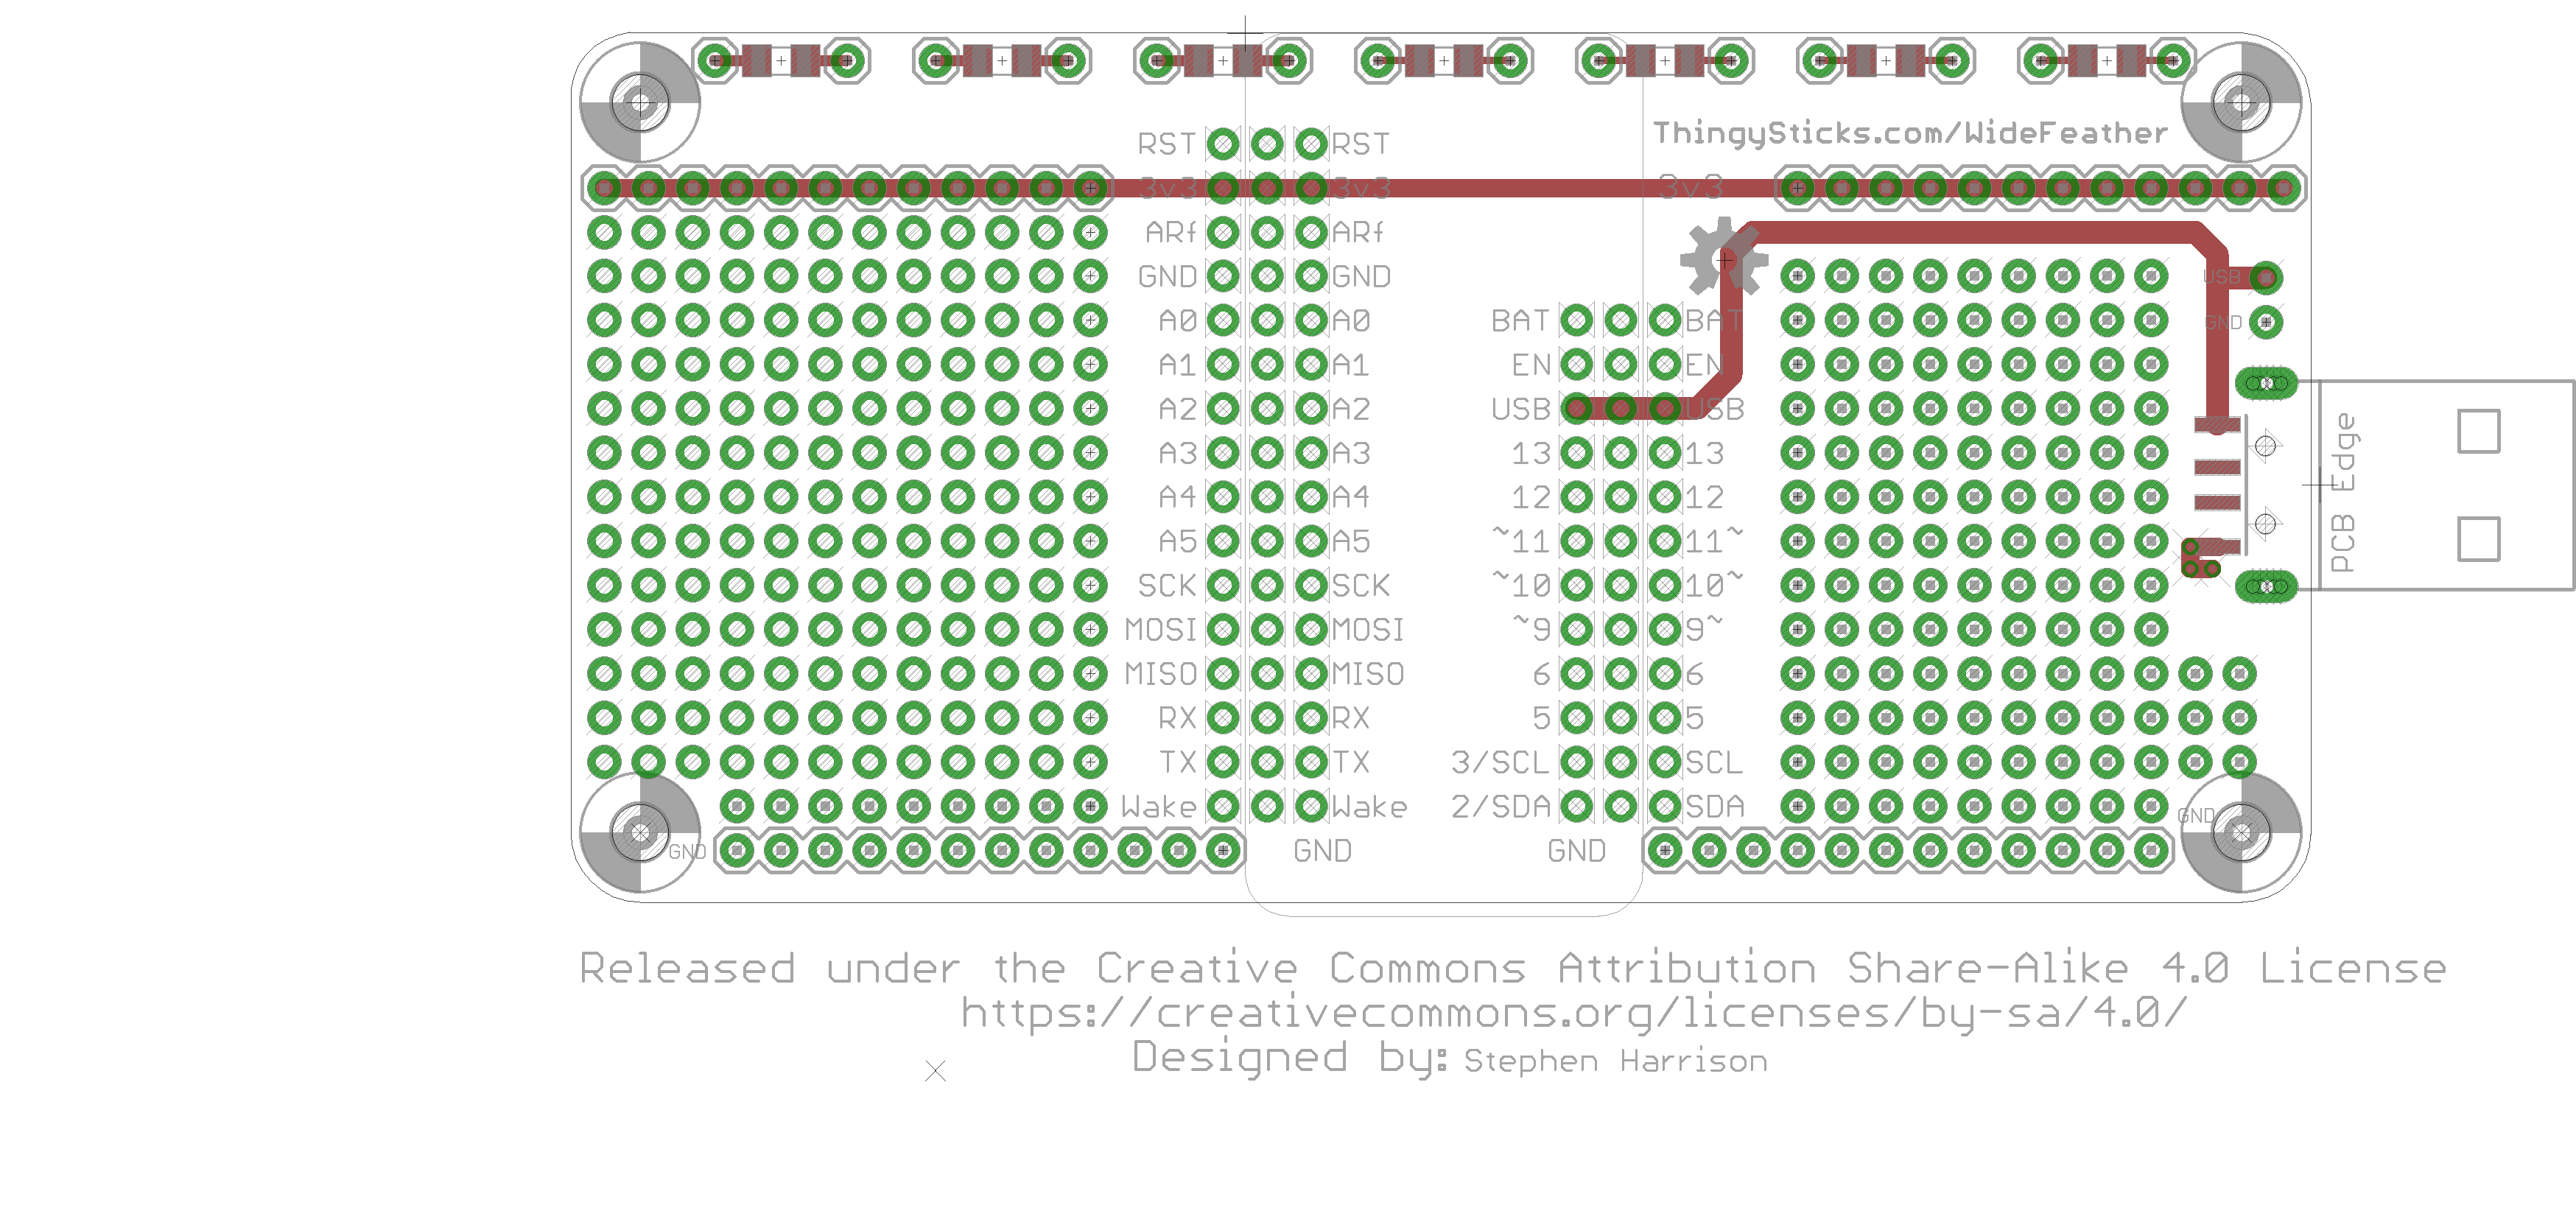 ThingySticks.com/WideFeather
RST RST
3v3 3v3 3v3
ARf ARf
GND GND
USB
A0 A0 BAT BAT
GND
A1 A1 EN EN
A2 A2 USB USB
A3 A3 13 13
A4 A4 12 12
PCB Edge
A5 A5 ~11 11~
SCK SCK ~10 10~
MOSI MOSI ~9 9~
MISO MISO 6 6
RX RX 5 5
TX TX 3/SCL SCL
Wake Wake 2/SDA SDA
GND
GND GND GND
Released under the Creative Commons Attribution Share-Alike 4.0 License
https://creativecommons.org/licenses/by-sa/4.0/
Designed by: Stephen Harrison